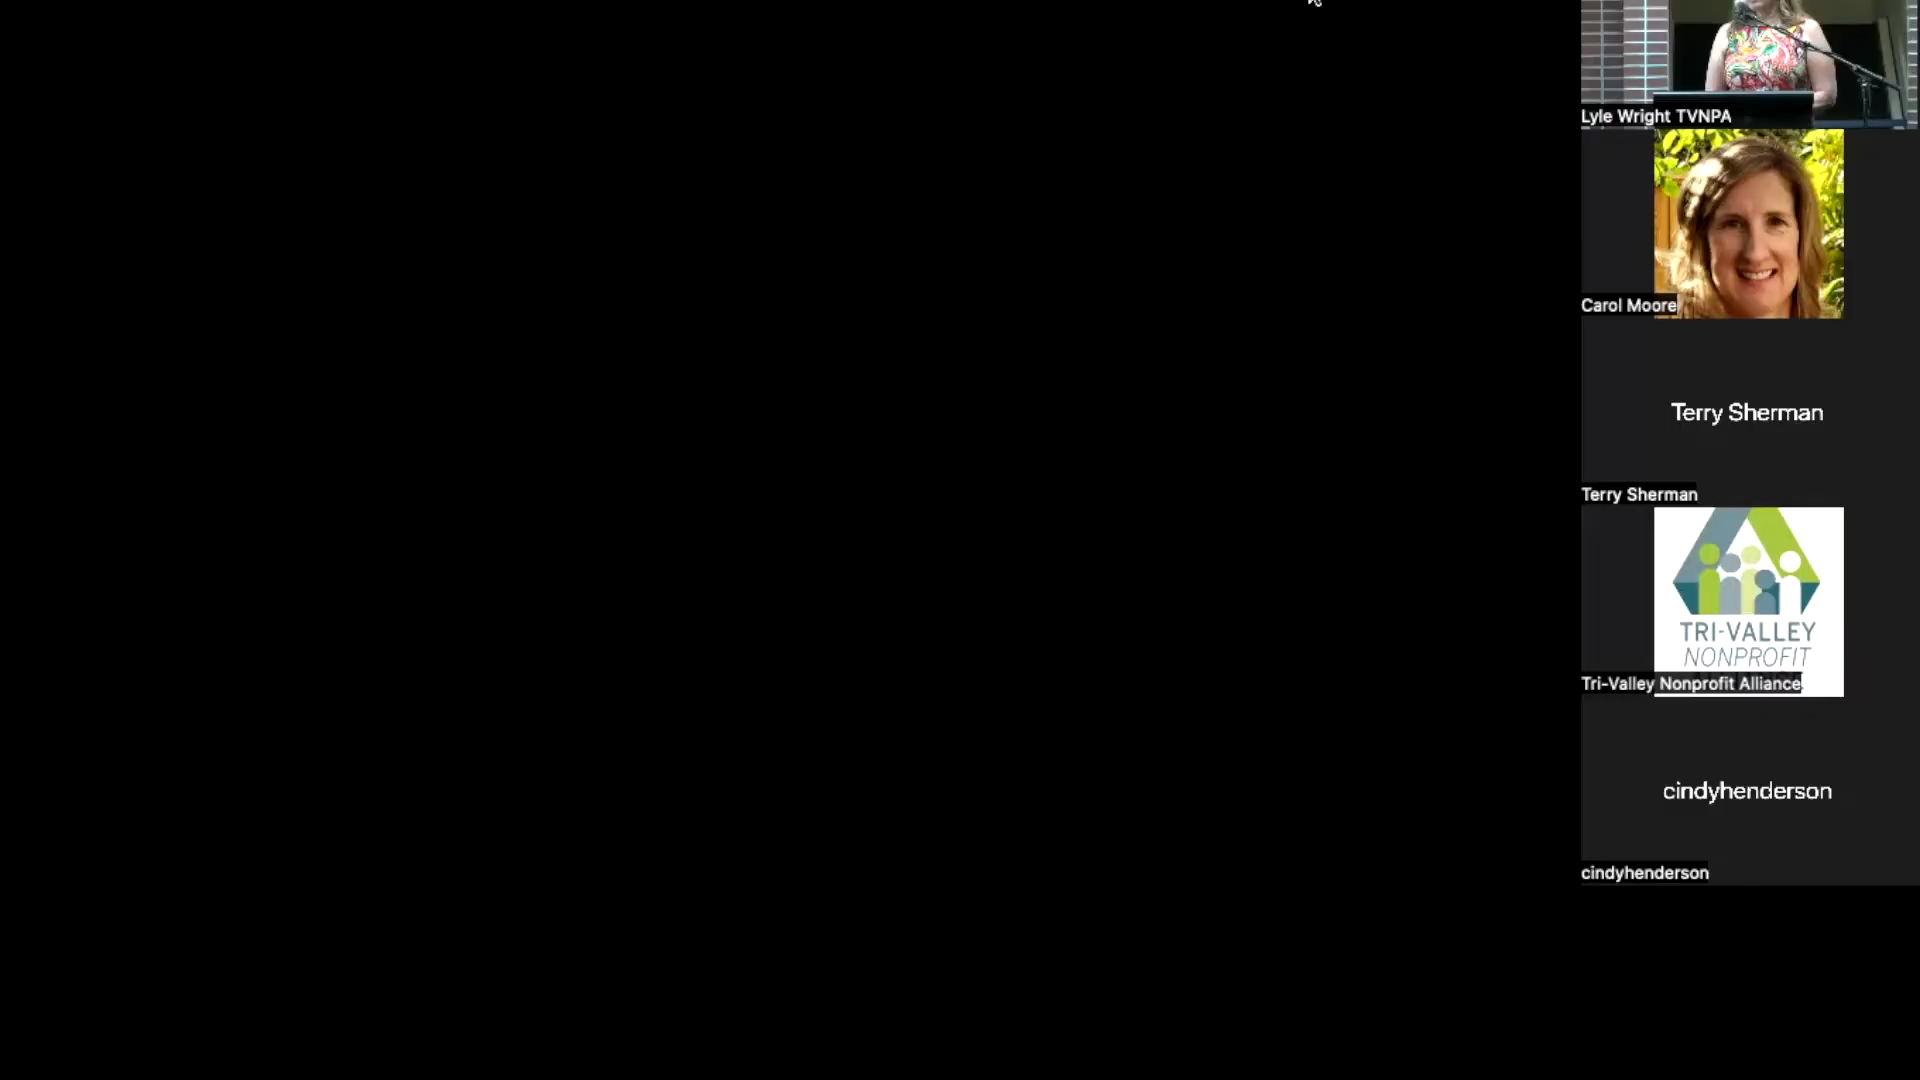 Lyle Wright TVNPA
Carol Moore
Terry Sherman
Terry Sherman
TRI-VALLEY
NONPROFIT
Tri-Valley Nonprofit Alliance
cindyhenderson
cindyhenderson